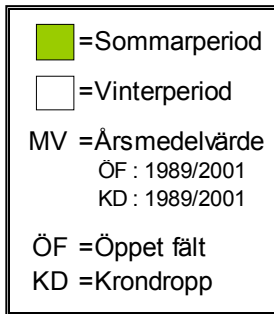 =Sommarperiod
=Vinterperiod
MV =Årsmedelvärde
ÖF : 1989/2001
KD : 1989/2001
ÖF =Öppet fält
KD =Krondropp